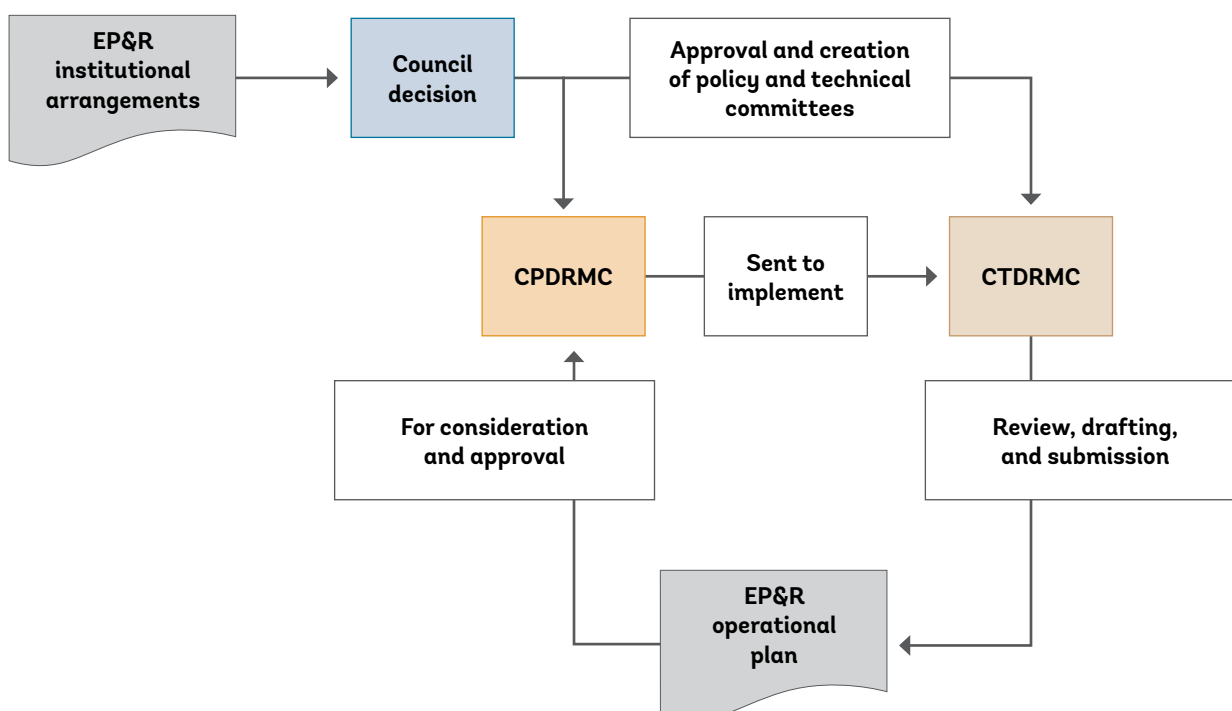 EP&R
institutional
arrangements
Council
decision
Approval and creation
of policy and technical
committees
CPDRMC
Sent to
implement
CTDRMC
For consideration
and approval
Review, drafting,
and submission
EP&R
operational
plan